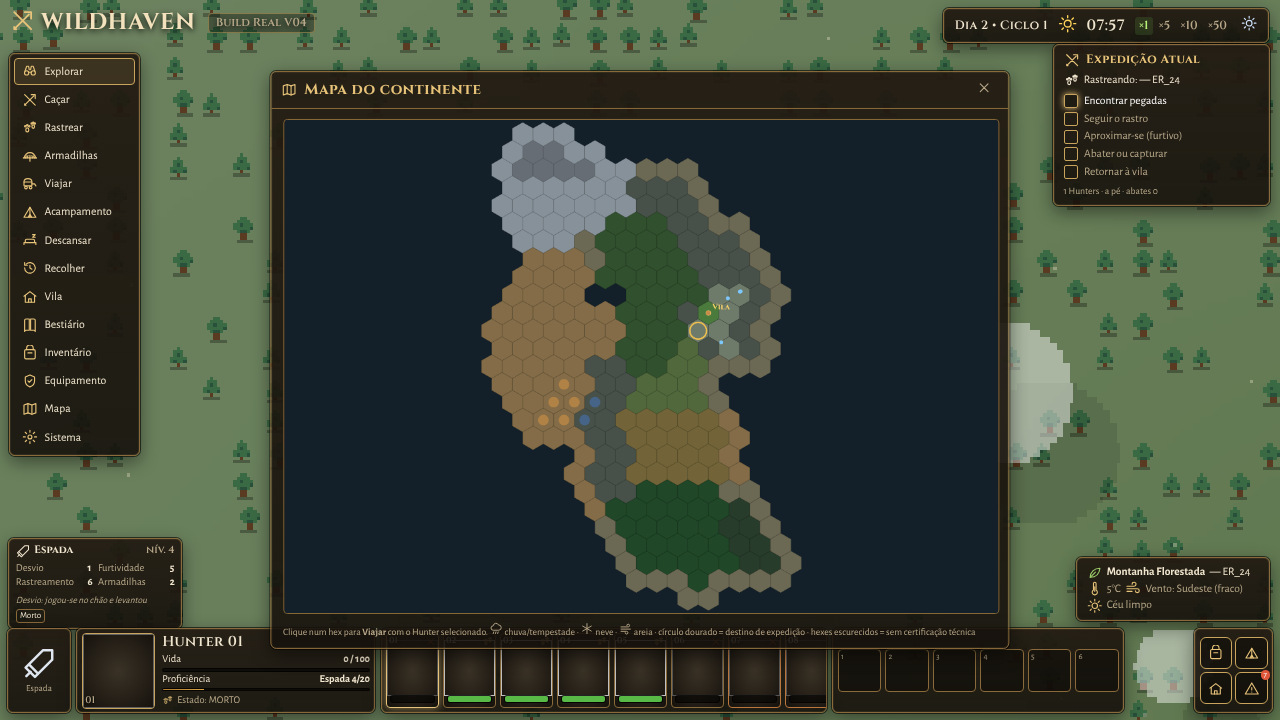 WILDHAVEN
BUILD REAL V04
DIA 2 • CICLO 1 07:57 ×1 ×5 ×10 ×50
Explorar
Caçar
Rastrear
Armadilhas
Viajar
Acampamento
Descansar
Recolher
Vila
Bestiário
Inventário
Equipamento
Mapa
Sistema
MAPA DO CONTINENTE
VILA
Clique num hex para Viajar com o Hunter selecionado. chuva/tempestade · neve · areia · círculo dourado = destino de expedição · hexes escurecidos = sem certificação técnica
EXPEDIÇÃO ATUAL
Rastreando: — ER_24
Encontrar pegadas
Seguir o rastro
Aproximar-se (furtivo)
Abater ou capturar
Retornar à vila
1 Hunters · a pé · abates 0
ESPADA NÍV. 4
Desvio 1 Furtividade 5
Rastreamento 6 Armadilhas 2
Desvio: jogou-se no chão e levantou
Morto
Montanha Florestada — ER_24
5°C Vento: Sudeste (fraco)
Céu limpo
Espada
01
HUNTER 01
Vida 0 / 100
Proficiência Espada 4/20
Estado: MORTO
1 2 3 4 5 6
7